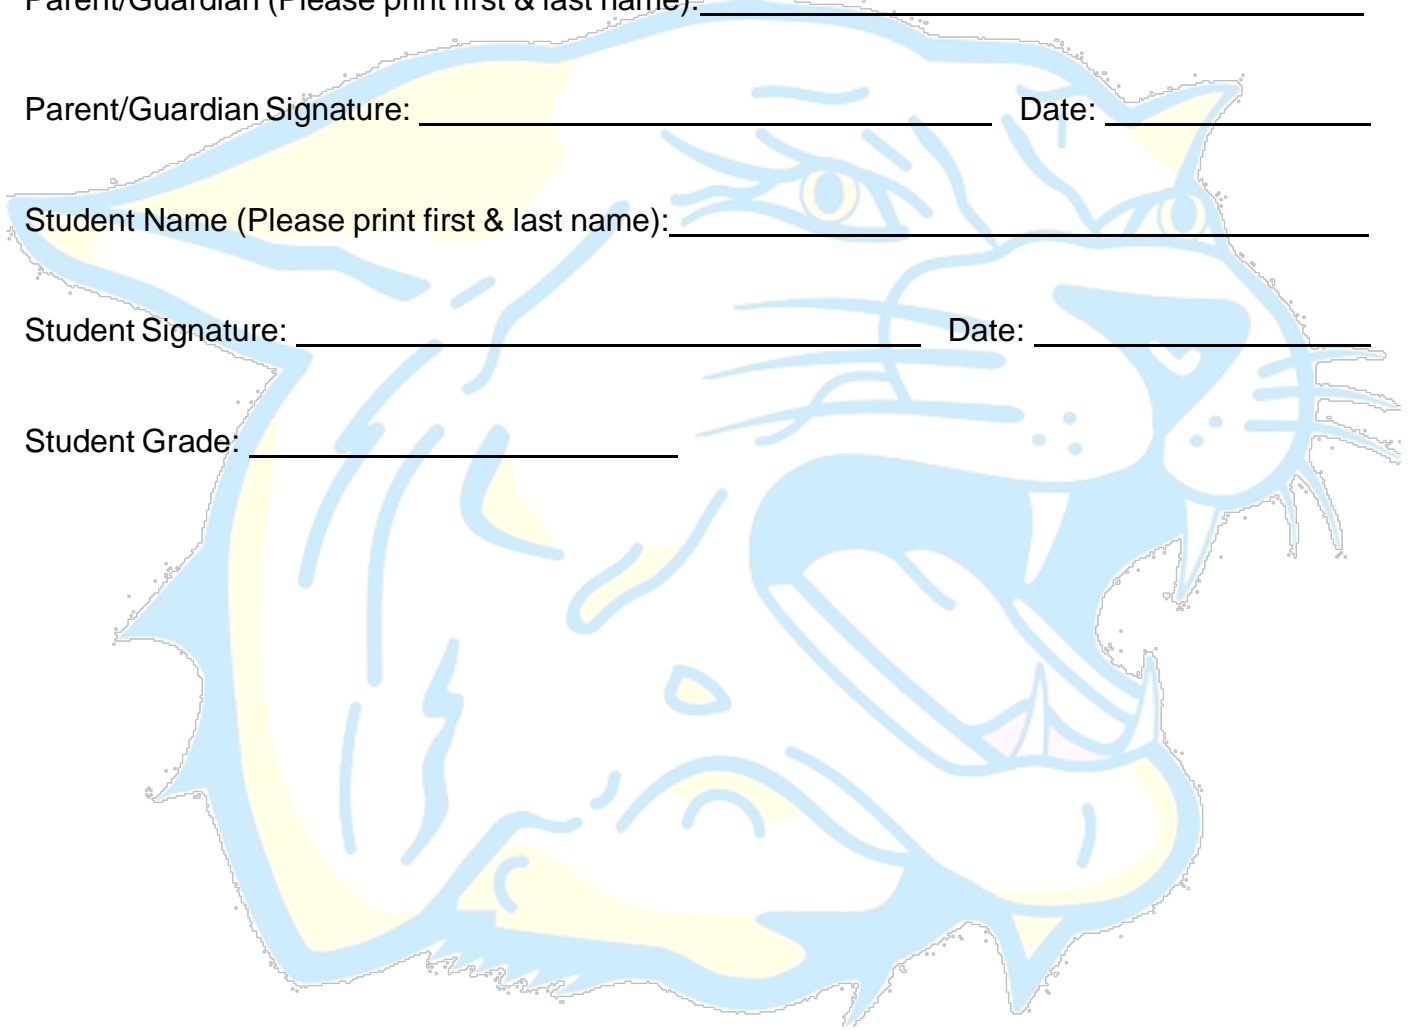 Parent/Guardian (Please print first & last name):
Parent/Guardian Signature: Date:
Student Name (Please print first & last name):
Student Signature: Date:
Student Grade: